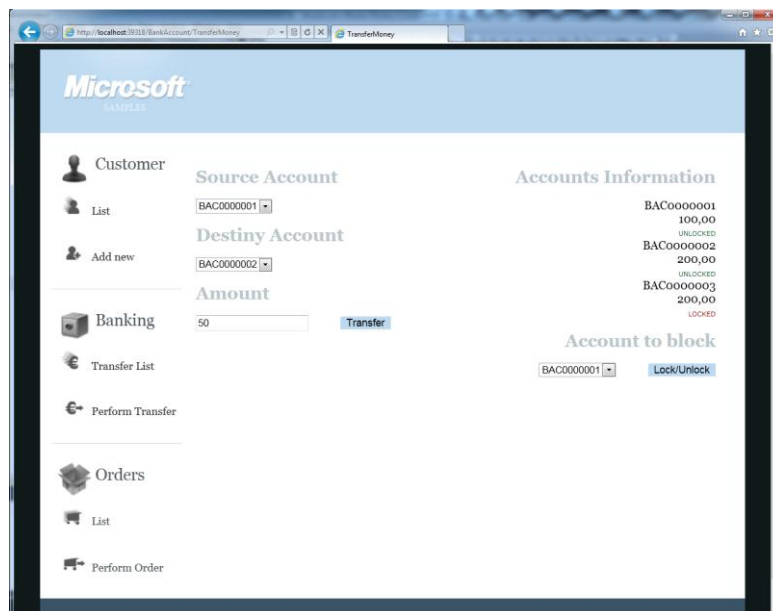 http://localhost:39318/BankAccount/TransferMoney
TransferMoney
Microsoft
SAMPLES
Customer
List
Add new
Banking
Transfer List
Perform Transfer
Orders
List
Perform Order
Source Account
BAC0000001
Destiny Account
BAC0000002
Amount
50 Transfer
Accounts Information
BAC0000001
100,00
UNLOCKED
BAC0000002
200,00
UNLOCKED
BAC0000003
200,00
LOCKED
Account to block
BAC0000001 Lock/Unlock